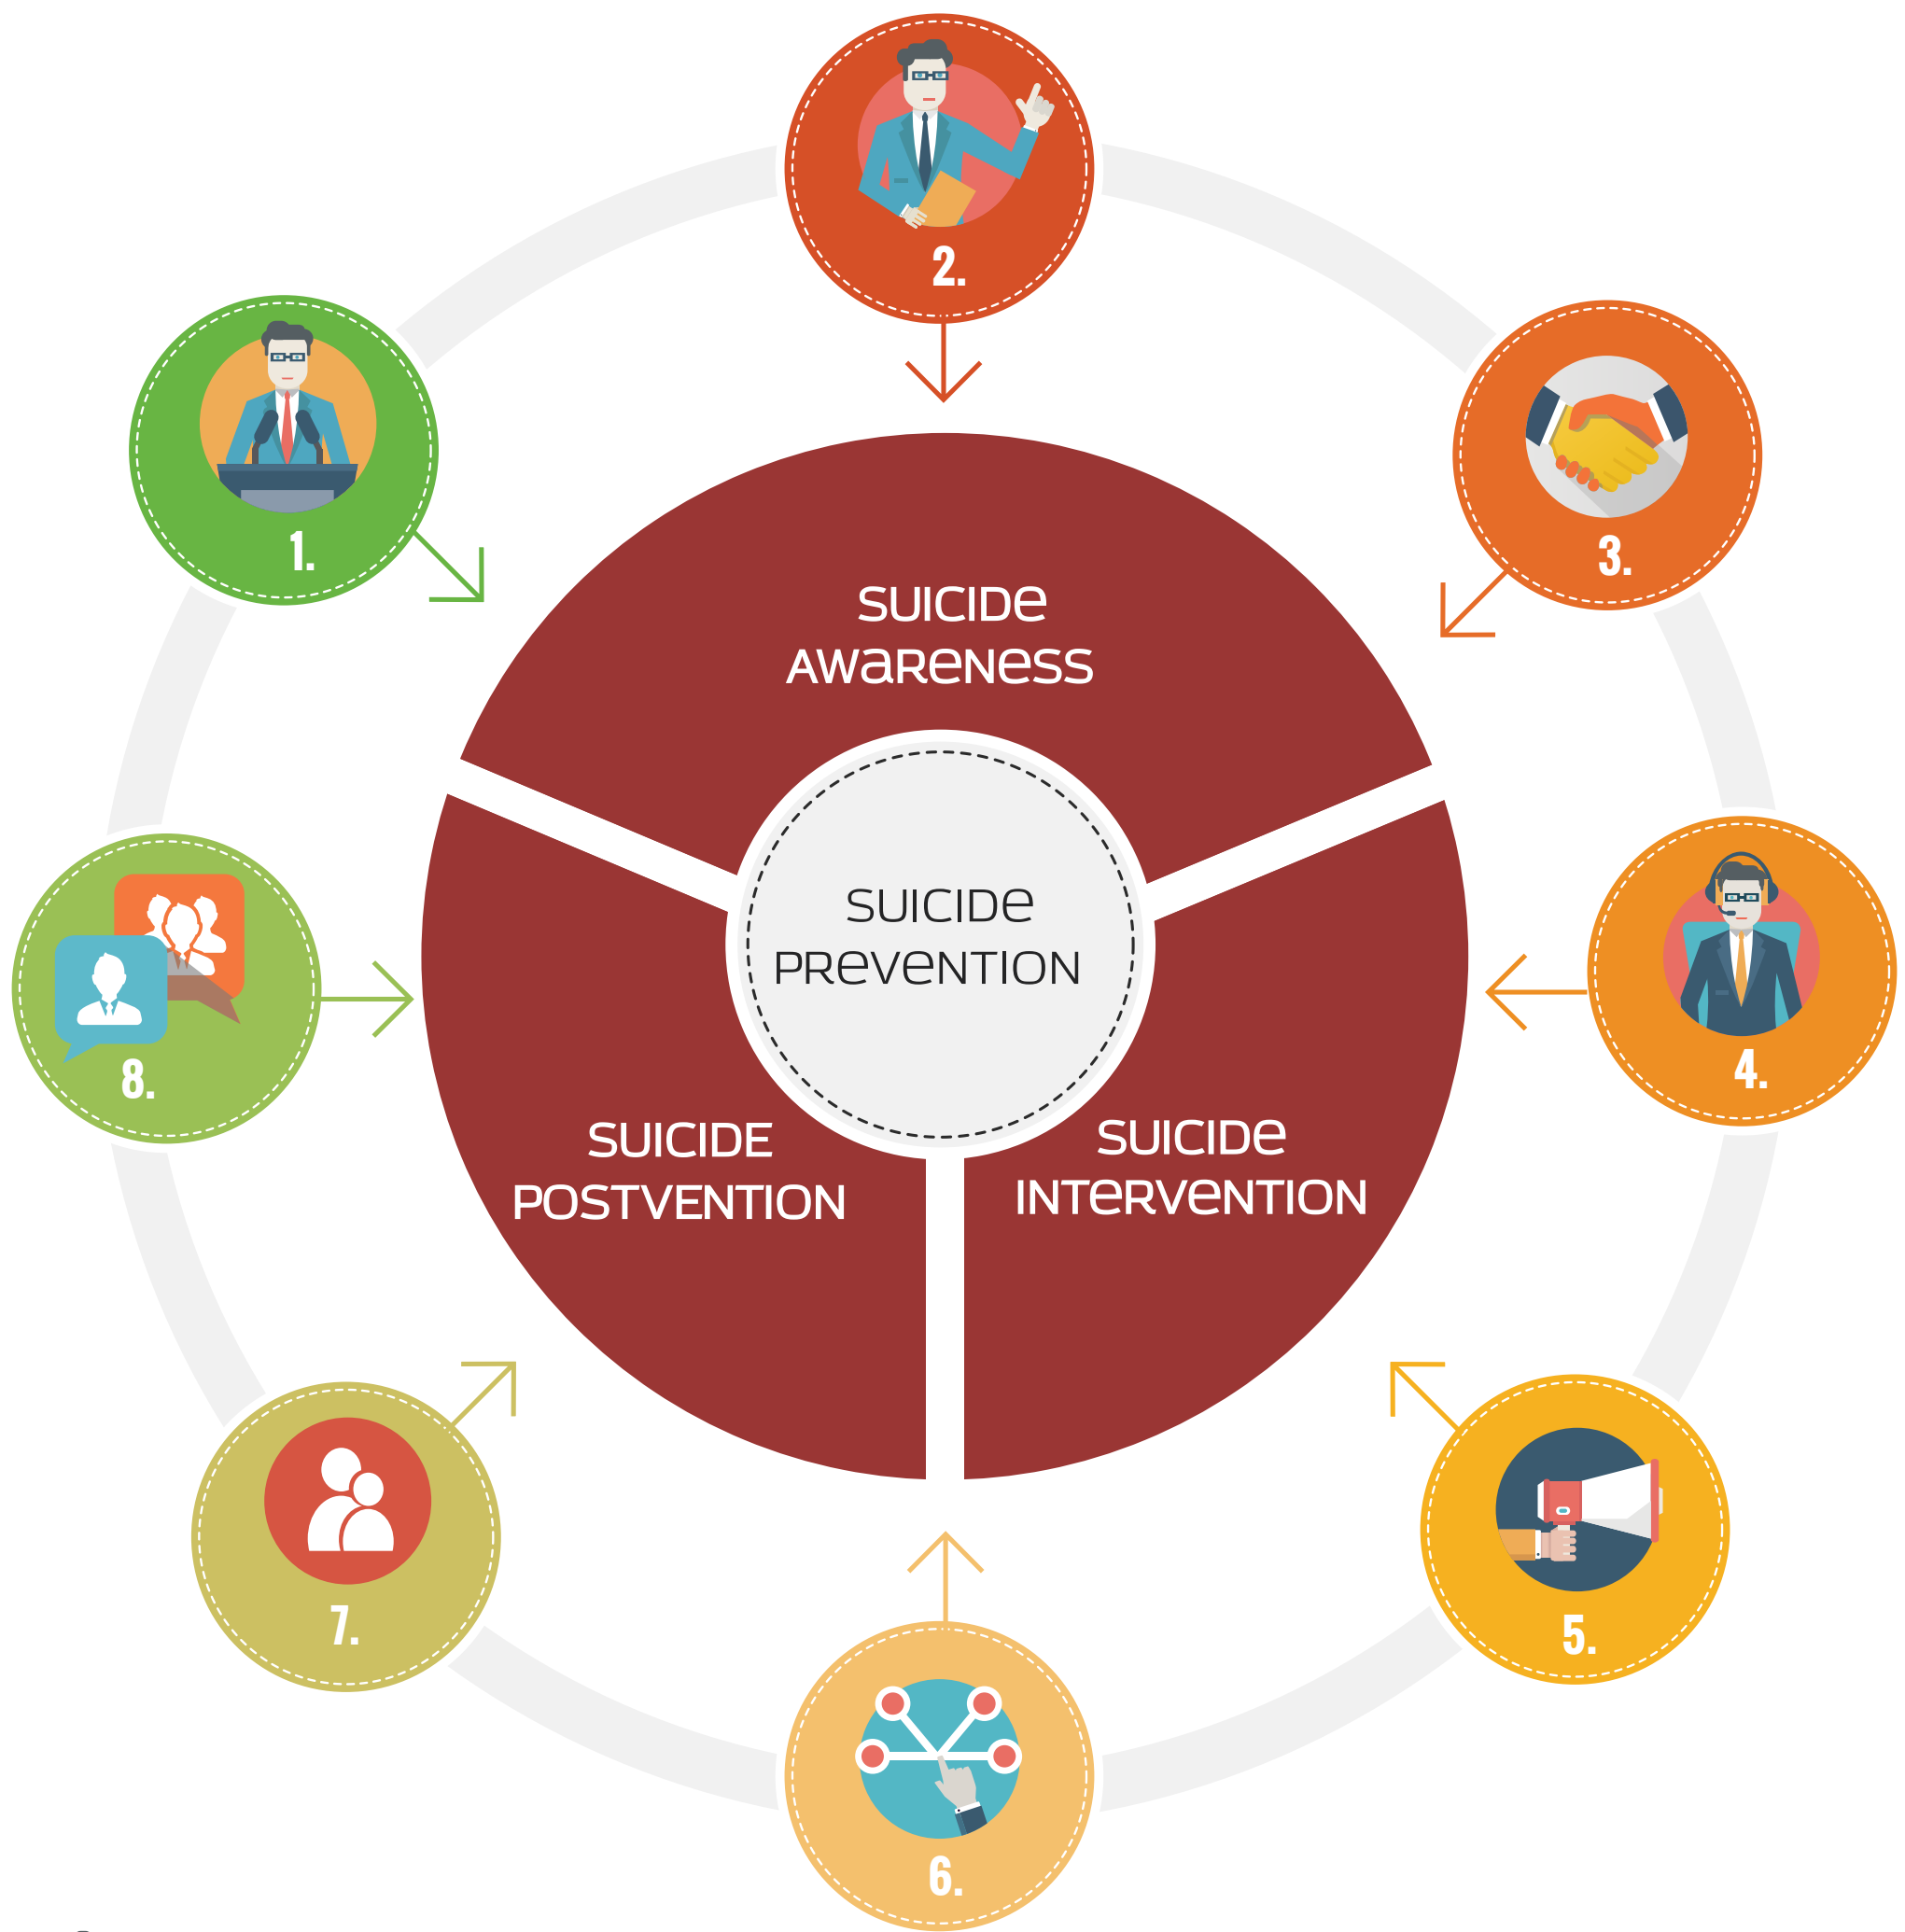 2.
1.
3.
SUICIDE
AWARENESS
SUICIDE
PREVENTION
4.
8.
SUICIDE
POSTVENTION
SUICIDE
INTERVENTION
7.
5.
6.